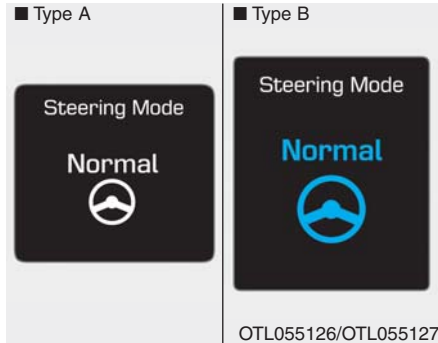 ■ Type A
Steering Mode
Normal
■ Type B
Steering Mode
Normal
OTL055126/OTL055127